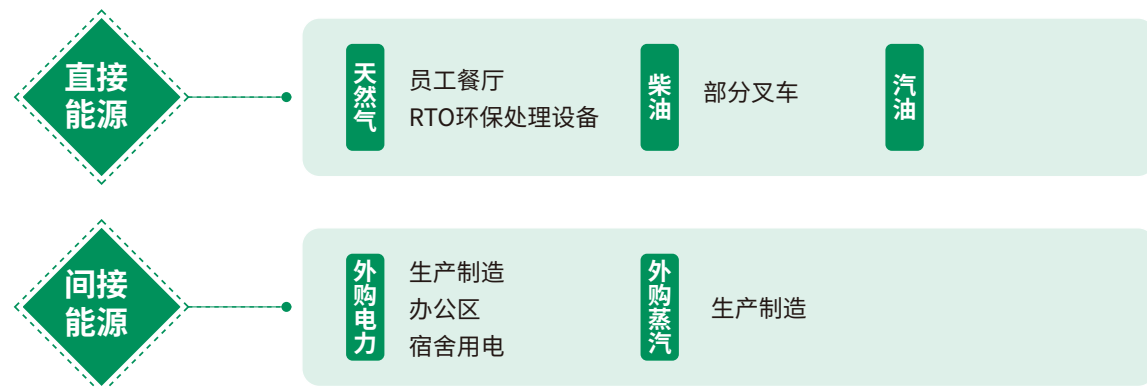 直接
能源
天然气
员工餐厅
RTO环保处理设备
柴油
部分叉车
汽油
间接
能源
外购电力
生产制造
办公区
宿舍用电
外购蒸汽
生产制造